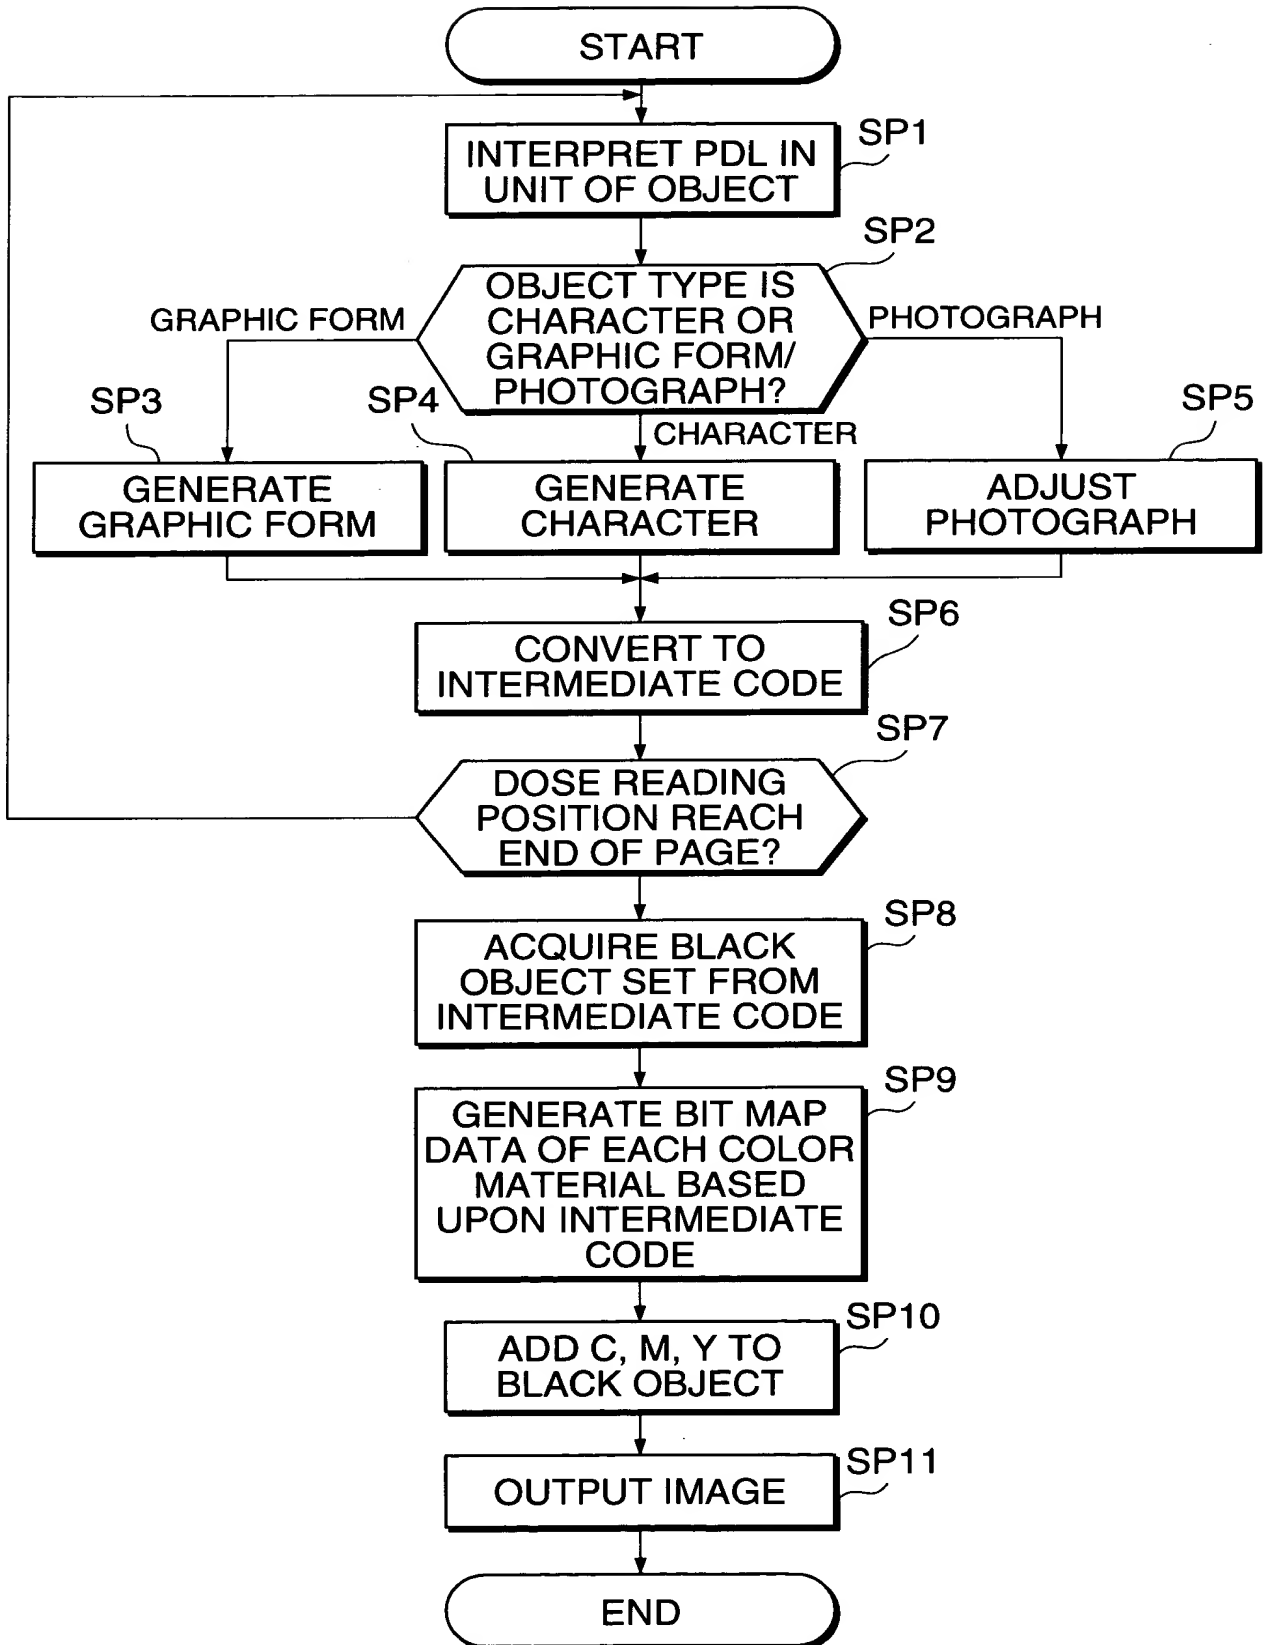 START
SP1
INTERPRET PDL IN
UNIT OF OBJECT
SP2
OBJECT TYPE IS
CHARACTER OR
GRAPHIC FORM/
PHOTOGRAPH?
GRAPHIC FORM
PHOTOGRAPH
CHARACTER
SP3
GENERATE
GRAPHIC FORM
SP4
GENERATE
CHARACTER
SP5
ADJUST
PHOTOGRAPH
SP6
CONVERT TO
INTERMEDIATE CODE
SP7
DOSE READING
POSITION REACH
END OF PAGE?
SP8
ACQUIRE BLACK
OBJECT SET FROM
INTERMEDIATE CODE
SP9
GENERATE BIT MAP
DATA OF EACH COLOR
MATERIAL BASED
UPON INTERMEDIATE
CODE
SP10
ADD C, M, Y TO
BLACK OBJECT
SP11
OUTPUT IMAGE
END